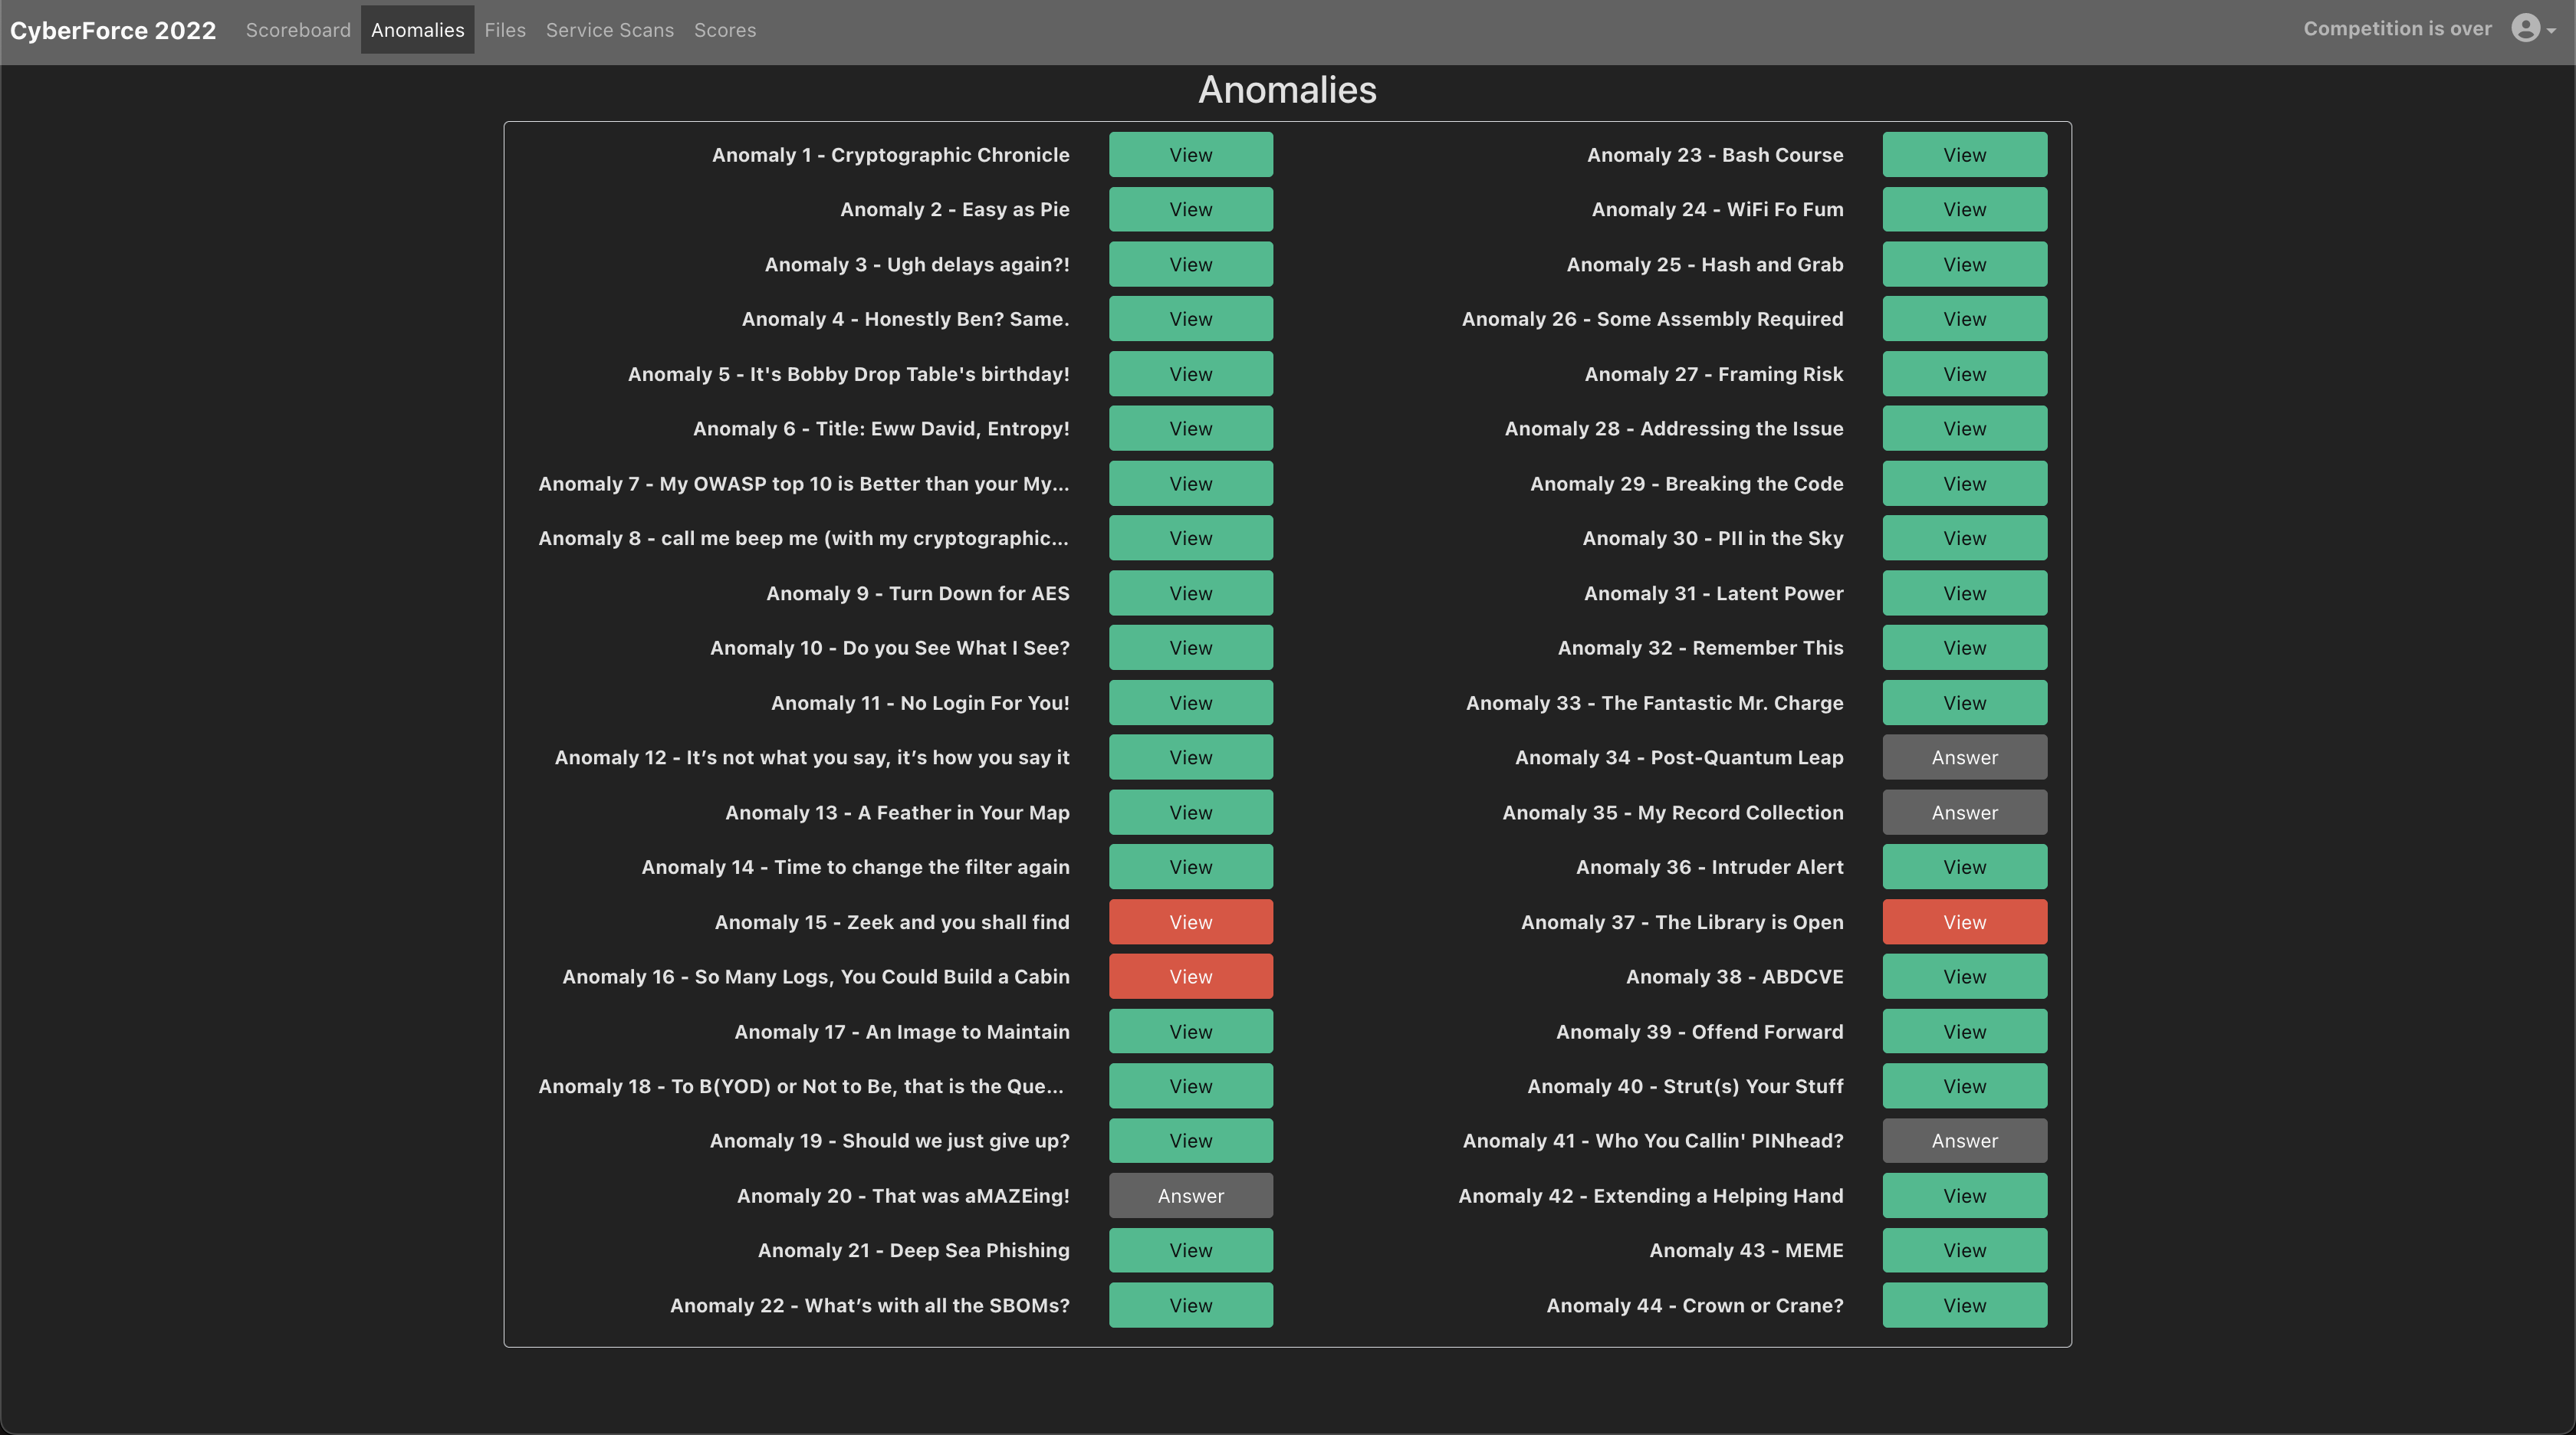 CyberForce 2022 Scoreboard Anomalies Files Service Scans Scores Competition is over
Anomalies
Anomaly 1 - Cryptographic Chronicle View
Anomaly 2 - Easy as Pie View
Anomaly 3 - Ugh delays again?! View
Anomaly 4 - Honestly Ben? Same. View
Anomaly 5 - It's Bobby Drop Table's birthday! View
Anomaly 6 - Title: Eww David, Entropy! View
Anomaly 7 - My OWASP top 10 is Better than your My... View
Anomaly 8 - call me beep me (with my cryptographic... View
Anomaly 9 - Turn Down for AES View
Anomaly 10 - Do you See What I See? View
Anomaly 11 - No Login For You! View
Anomaly 12 - It’s not what you say, it’s how you say it View
Anomaly 13 - A Feather in Your Map View
Anomaly 14 - Time to change the filter again View
Anomaly 15 - Zeek and you shall find View
Anomaly 16 - So Many Logs, You Could Build a Cabin View
Anomaly 17 - An Image to Maintain View
Anomaly 18 - To B(YOD) or Not to Be, that is the Que... View
Anomaly 19 - Should we just give up? View
Anomaly 20 - That was aMAZEing! Answer
Anomaly 21 - Deep Sea Phishing View
Anomaly 22 - What’s with all the SBOMs? View
Anomaly 23 - Bash Course View
Anomaly 24 - WiFi Fo Fum View
Anomaly 25 - Hash and Grab View
Anomaly 26 - Some Assembly Required View
Anomaly 27 - Framing Risk View
Anomaly 28 - Addressing the Issue View
Anomaly 29 - Breaking the Code View
Anomaly 30 - PII in the Sky View
Anomaly 31 - Latent Power View
Anomaly 32 - Remember This View
Anomaly 33 - The Fantastic Mr. Charge View
Anomaly 34 - Post-Quantum Leap Answer
Anomaly 35 - My Record Collection Answer
Anomaly 36 - Intruder Alert View
Anomaly 37 - The Library is Open View
Anomaly 38 - ABDCVE View
Anomaly 39 - Offend Forward View
Anomaly 40 - Strut(s) Your Stuff View
Anomaly 41 - Who You Callin' PINhead? Answer
Anomaly 42 - Extending a Helping Hand View
Anomaly 43 - MEME View
Anomaly 44 - Crown or Crane? View